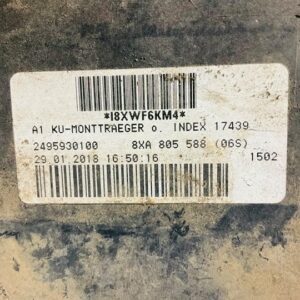 *I8XWF6KM4*
A1 KU-MONTTRAEGER o. INDEX 17439
2495930100 8XA 805 588 (06S)
29.01.2018 16:50:16 1502